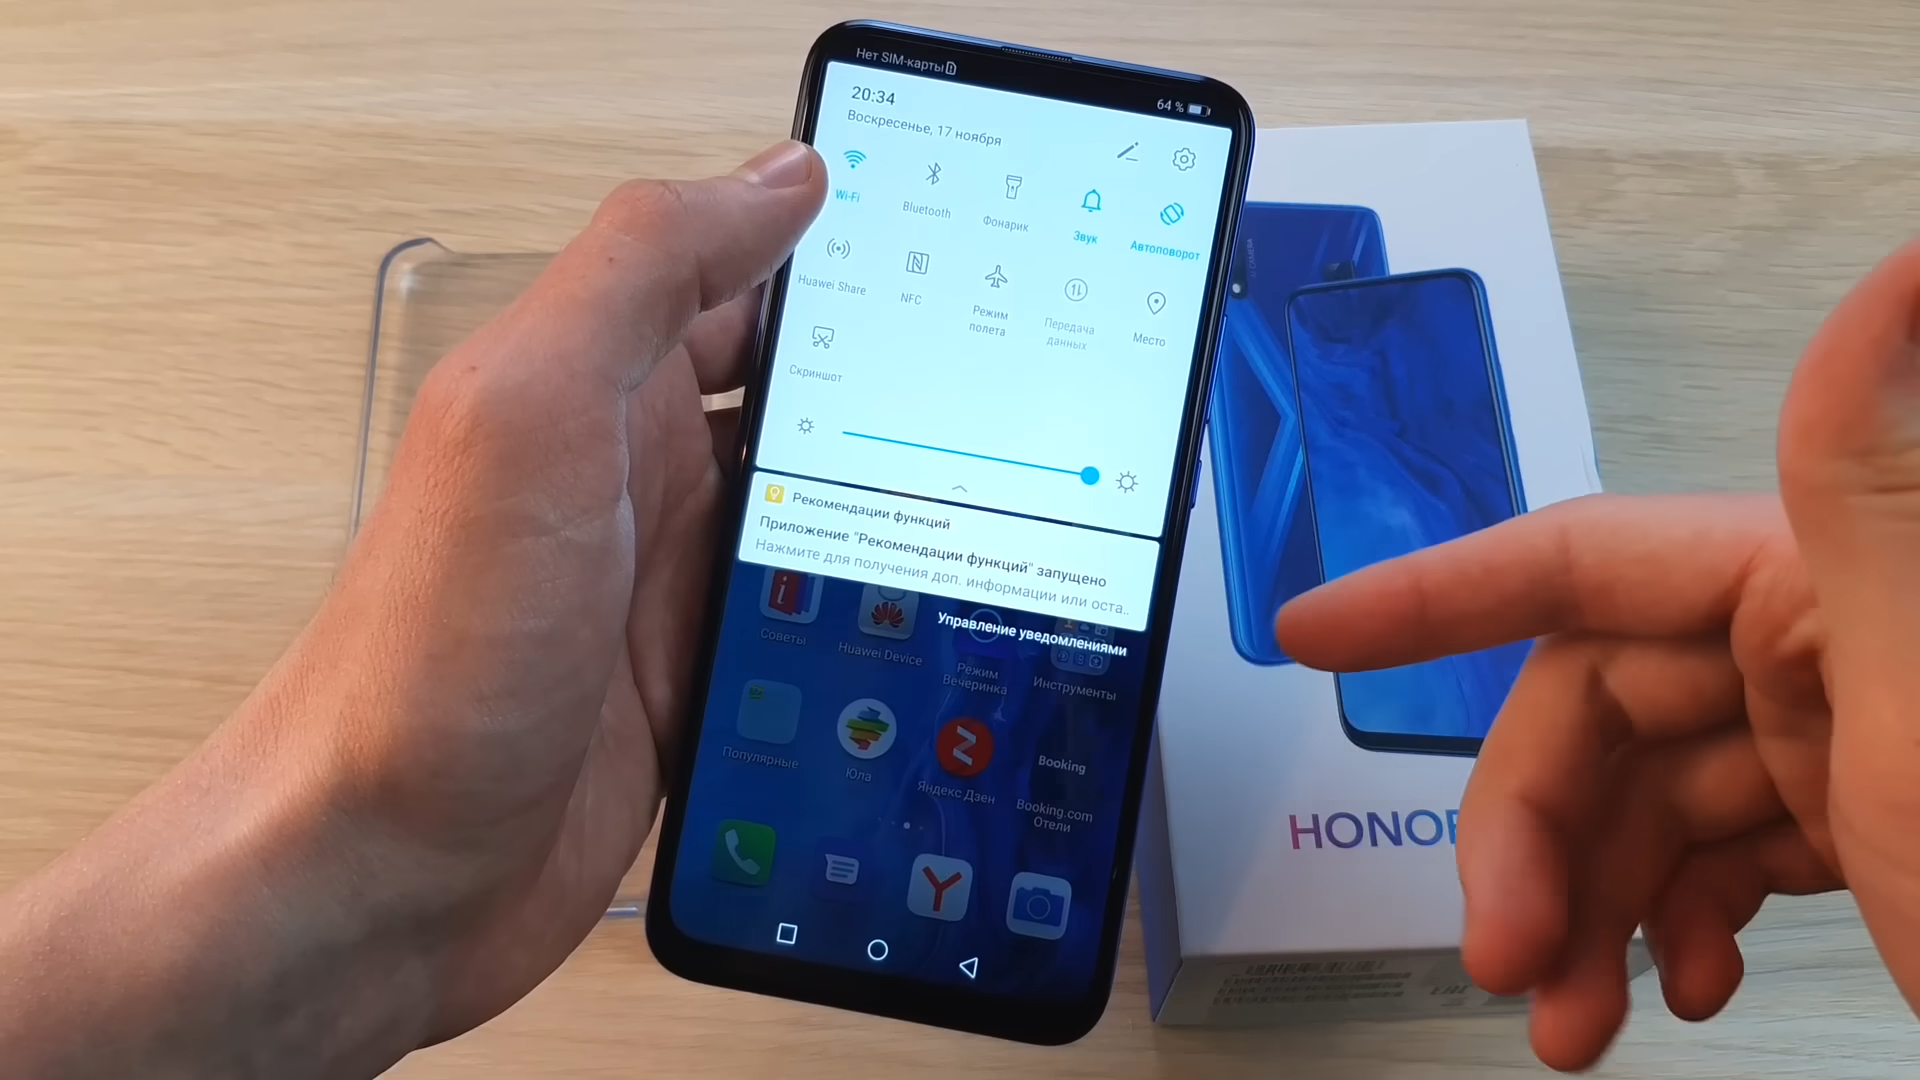 Нет SIM-карты
64 %
20:34
Воскресенье, 17 ноября
Wi-Fi
Bluetooth
Фонарик
Звук
Автоповорот
Huawei Share
NFC
Режим
полета
Передача
данных
Место
Скриншот
Рекомендации функций
Приложение "Рекомендации функций" запущено
Нажмите для получения доп. информации или оста..
Управление уведомлениями
Советы
Huawei Device
Режим
Вечеринка
Инструменты
Популярные
Юла
Яндекс Дзен
Booking
Booking.com
Отели
HONO